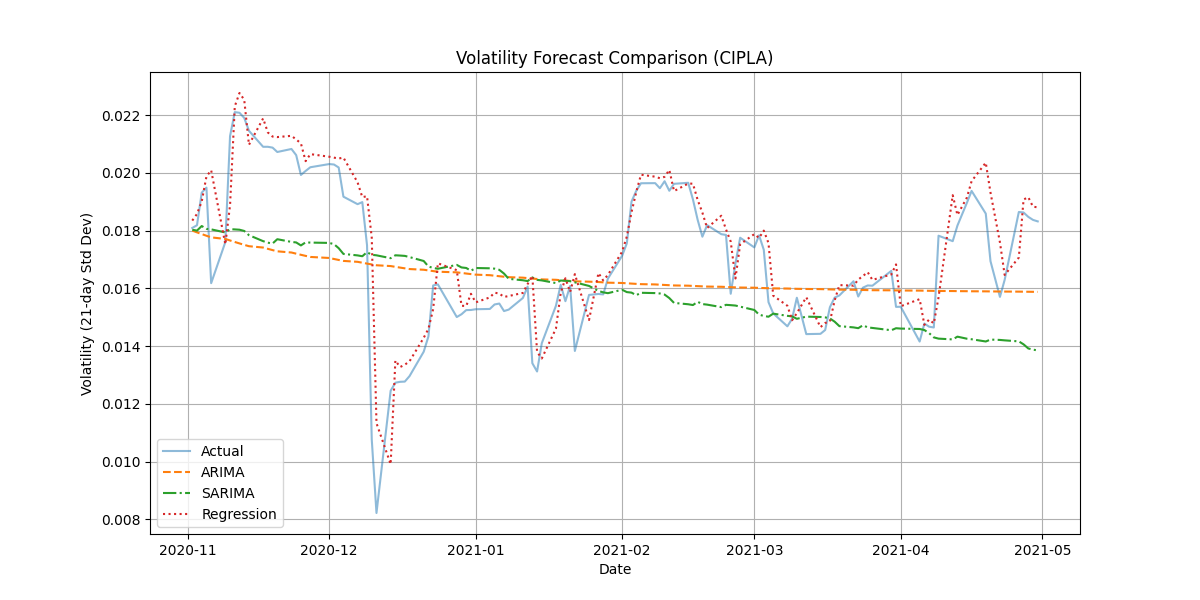 Volatility Forecast Comparison (CIPLA)
Volatility (21-day Std Dev)
0.022
0.020
0.018
0.016
0.014
0.012
0.010
0.008
Actual
ARIMA
SARIMA
Regression
2020-11 2020-12 2021-01 2021-02 2021-03 2021-04 2021-05
Date